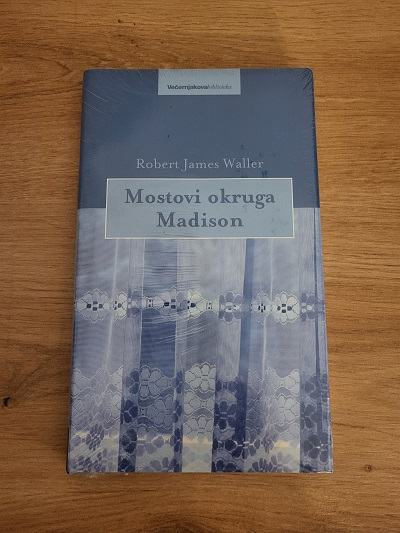 Večernjakova biblioteka
Robert James Waller
Mostovi okruga
Madison